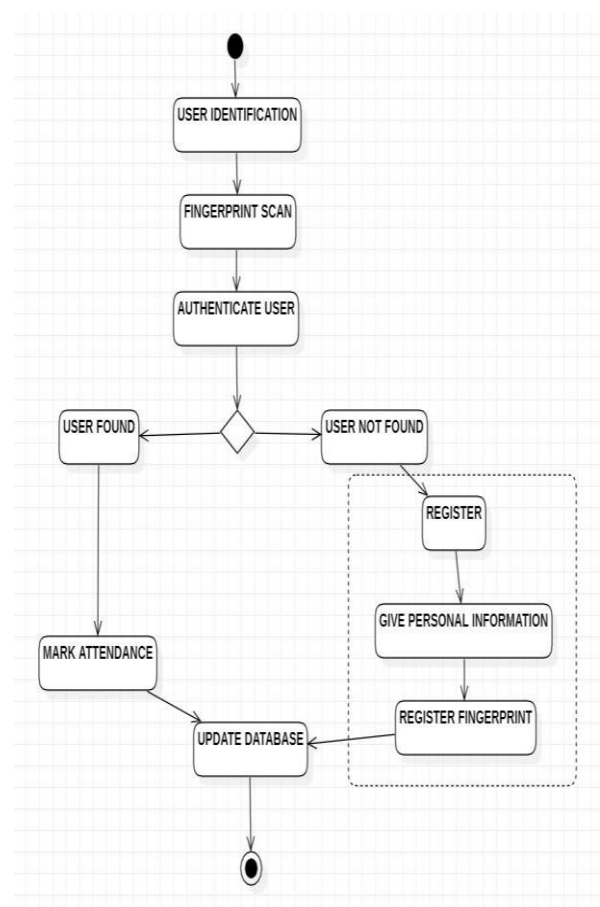 USER IDENTIFICATION
FINGERPRINT SCAN
AUTHENTICATE USER
USER FOUND
USER NOT FOUND
REGISTER
GIVE PERSONAL INFORMATION
MARK ATTENDANCE
REGISTER FINGERPRINT
UPDATE DATABASE